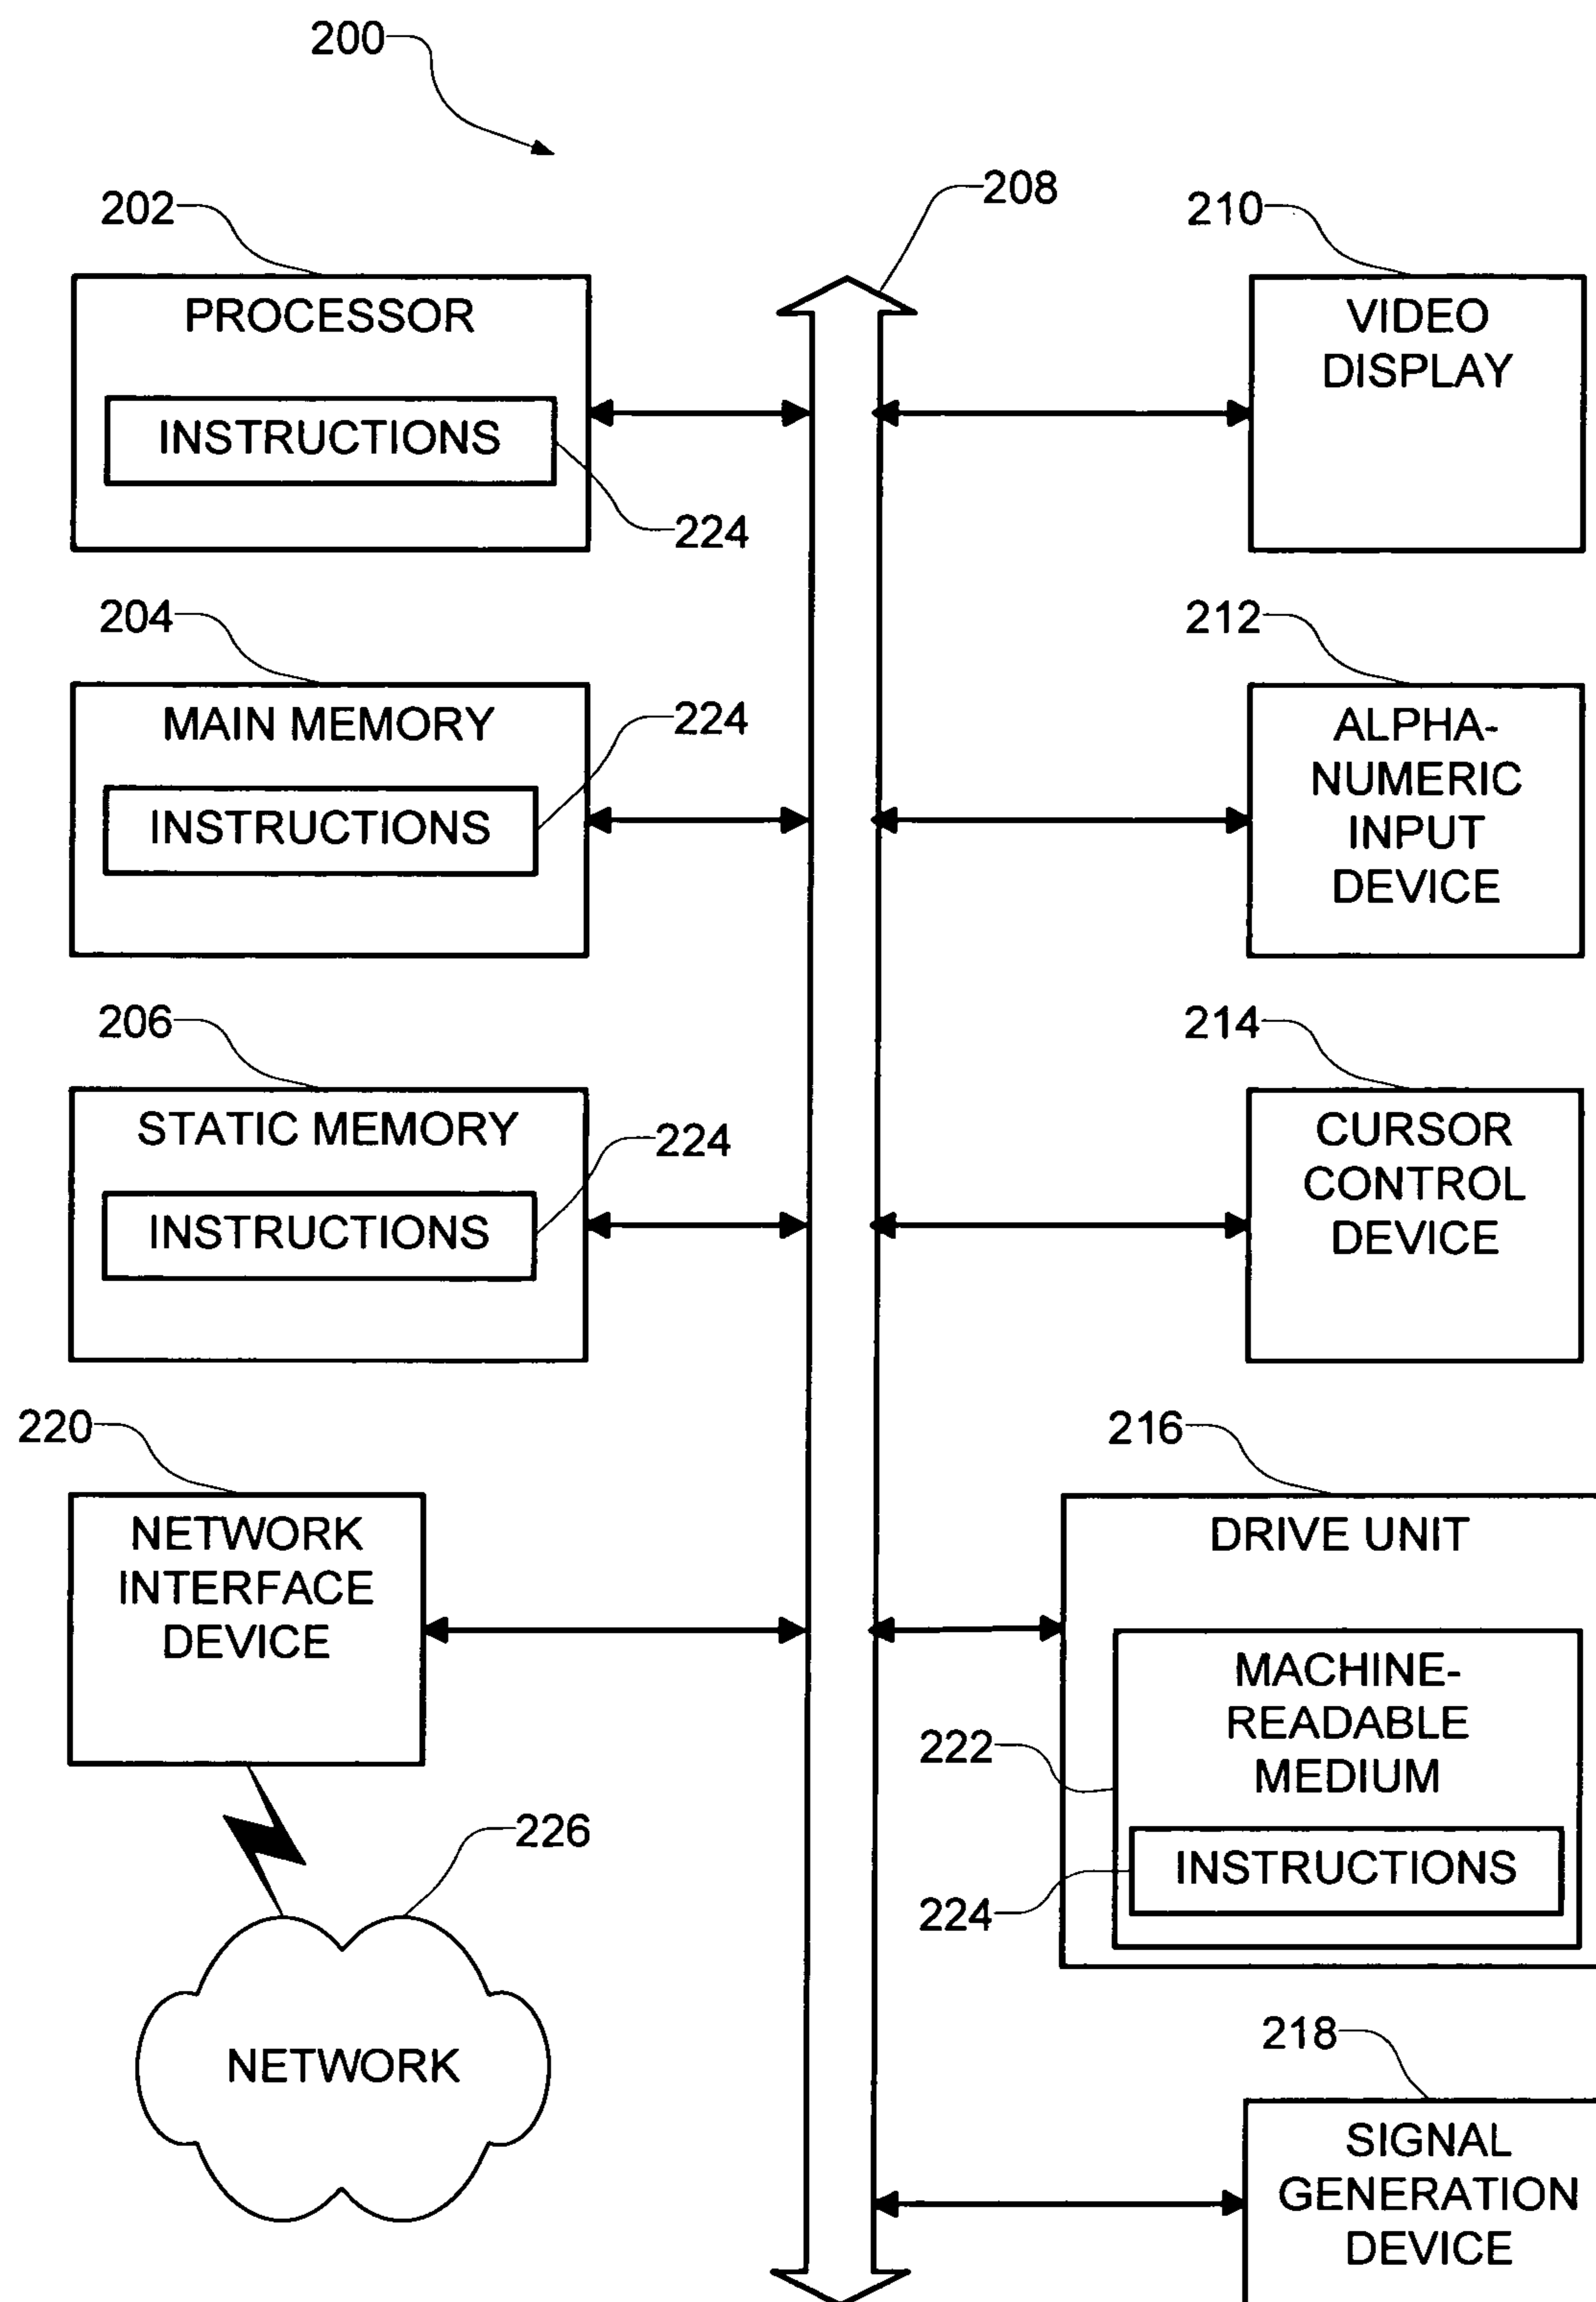 200
208
202
PROCESSOR
INSTRUCTIONS
224
210
VIDEO
DISPLAY
204
MAIN MEMORY
224
INSTRUCTIONS
212
ALPHA-
NUMERIC
INPUT
DEVICE
206
STATIC MEMORY
224
INSTRUCTIONS
214
CURSOR
CONTROL
DEVICE
220
NETWORK
INTERFACE
DEVICE
216
DRIVE UNIT
MACHINE-
READABLE
MEDIUM
222
INSTRUCTIONS
224
226
NETWORK
218
SIGNAL
GENERATION
DEVICE